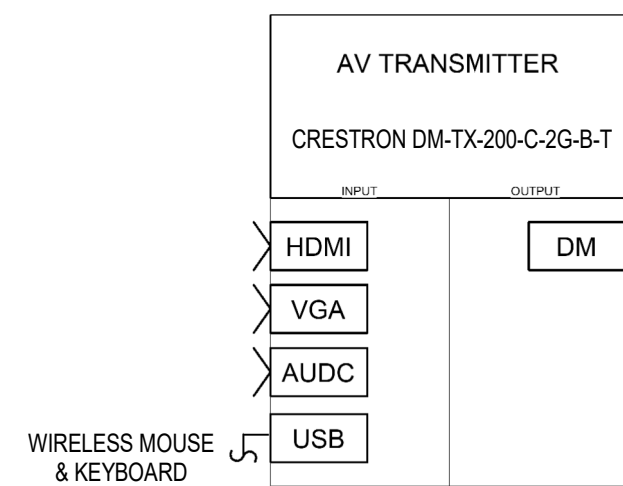 AV TRANSMITTER
CRESTRON DM-TX-200-C-2G-B-T
INPUT
OUTPUT
HDMI
DM
VGA
AUDC
USB
WIRELESS MOUSE
& KEYBOARD